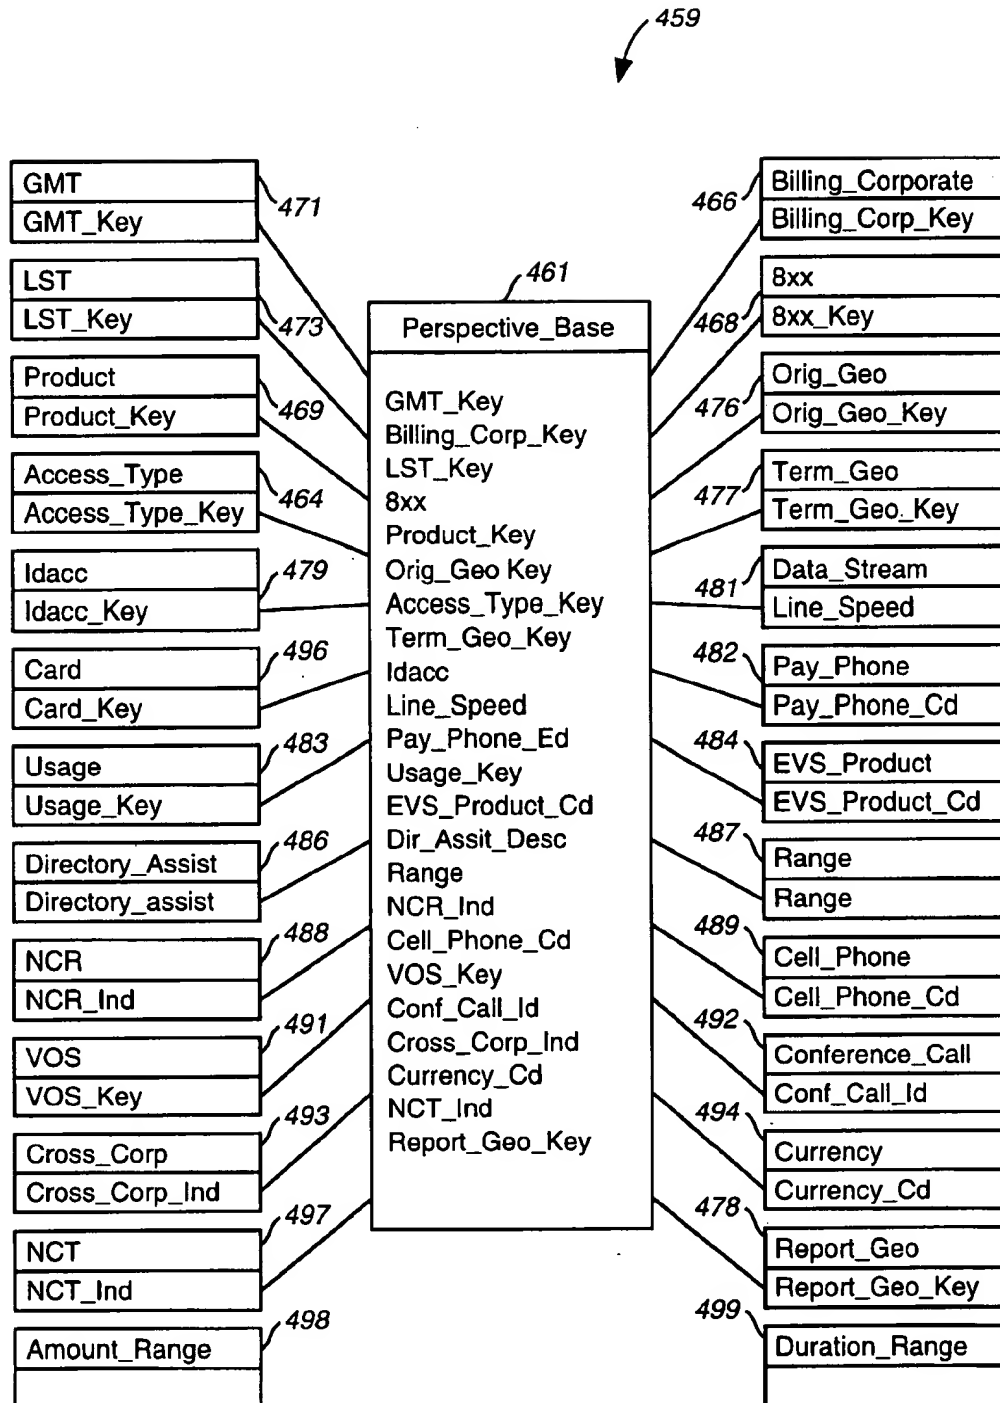 459
GMT
GMT_Key
471
LST
LST_Key
473
Product
Product_Key
469
Access_Type
Access_Type_Key
464
Idacc
Idacc_Key
479
Card
Card_Key
496
Usage
Usage_Key
483
Directory_Assist
Directory_assist
486
NCR
NCR_Ind
488
VOS
VOS_Key
491
Cross_Corp
Cross_Corp_Ind
493
NCT
NCT_Ind
497
Amount_Range
498
461
Perspective_Base
GMT_Key
Billing_Corp_Key
LST_Key
8xx
Product_Key
Orig_Geo Key
Access_Type_Key
Term_Geo_Key
Idacc
Line_Speed
Pay_Phone_Ed
Usage_Key
EVS_Product_Cd
Dir_Assit_Desc
Range
NCR_Ind
Cell_Phone_Cd
VOS_Key
Conf_Call_Id
Cross_Corp_Ind
Currency_Cd
NCT_Ind
Report_Geo_Key
466
Billing_Corporate
Billing_Corp_Key
468
8xx
8xx_Key
476
Orig_Geo
Orig_Geo_Key
477
Term_Geo
Term_Geo_Key
481
Data_Stream
Line_Speed
482
Pay_Phone
Pay_Phone_Cd
484
EVS_Product
EVS_Product_Cd
487
Range
Range
489
Cell_Phone
Cell_Phone_Cd
492
Conference_Call
Conf_Call_Id
494
Currency
Currency_Cd
478
Report_Geo
Report_Geo_Key
499
Duration_Range